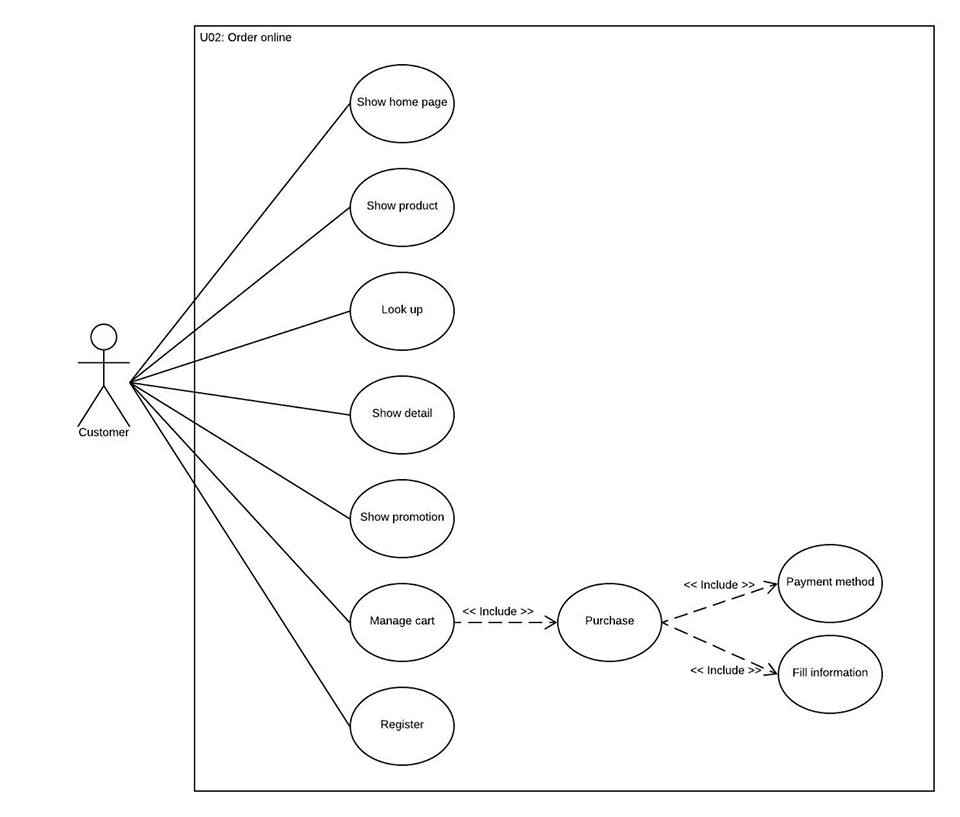 U02: Order online
Show home page
Show product
Look up
Show detail
Customer
Show promotion
<< Include >>
Payment method
<< Include >>
Manage cart
Purchase
<< Include >>
Fill information
Register